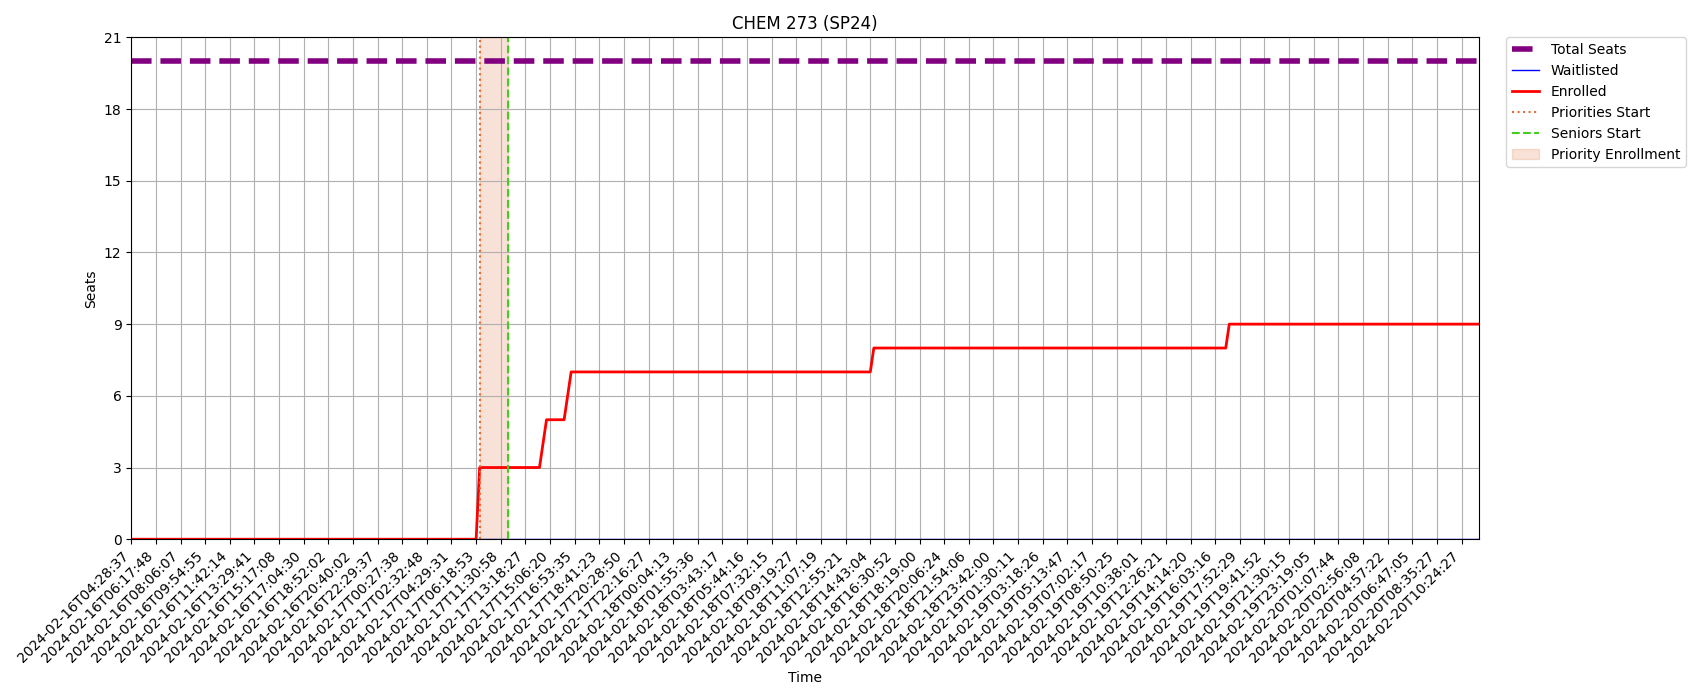 CHEM 273 (SP24)
21
18
15
12
9
6
3
0
Seats
2024-02-16T04:28:37
2024-02-16T06:17:48
2024-02-16T08:06:07
2024-02-16T09:54:55
2024-02-16T11:42:14
2024-02-16T13:29:41
2024-02-16T15:17:08
2024-02-16T17:04:30
2024-02-16T18:52:02
2024-02-16T20:40:02
2024-02-16T22:29:37
2024-02-17T00:27:38
2024-02-17T02:32:48
2024-02-17T04:29:31
2024-02-17T06:18:53
2024-02-17T11:30:58
2024-02-17T13:18:27
2024-02-17T15:06:20
2024-02-17T16:53:35
2024-02-17T18:41:23
2024-02-17T20:28:50
2024-02-17T22:16:27
2024-02-18T00:04:13
2024-02-18T01:55:36
2024-02-18T03:43:17
2024-02-18T05:44:16
2024-02-18T07:32:15
2024-02-18T09:19:27
2024-02-18T11:07:19
2024-02-18T12:55:21
2024-02-18T14:43:04
2024-02-18T16:30:52
2024-02-18T18:19:00
2024-02-18T20:06:24
2024-02-18T21:54:06
2024-02-18T23:42:00
2024-02-19T01:30:11
2024-02-19T03:18:26
2024-02-19T05:13:47
2024-02-19T07:02:17
2024-02-19T08:50:25
2024-02-19T10:38:01
2024-02-19T12:26:21
2024-02-19T14:14:20
2024-02-19T16:03:16
2024-02-19T17:52:29
2024-02-19T19:41:52
2024-02-19T21:30:15
2024-02-19T23:19:05
2024-02-20T01:07:44
2024-02-20T02:56:08
2024-02-20T04:57:22
2024-02-20T06:47:05
2024-02-20T08:35:27
2024-02-20T10:24:27
Time
Total Seats
Waitlisted
Enrolled
Priorities Start
Seniors Start
Priority Enrollment